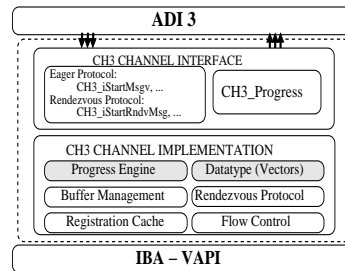 ADI 3
CH3 CHANNEL INTERFACE
Eager Protocol:
CH3_iStartMsgv, ...
Rendezvous Protocol:
CH3_iStartRndvMsg, ...
CH3_Progress
CH3 CHANNEL IMPLEMENTATION
Progress Engine
Datatype (Vectors)
Buffer Management
Rendezvous Protocol
Registration Cache
Flow Control
IBA – VAPI